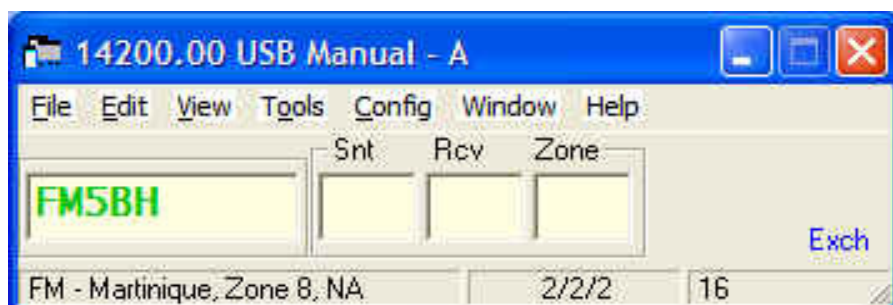 14200.00 USB Manual - A
File Edit View Tools Config Window Help
Snt Rcv Zone
FM5BH
Exch
FM - Martinique, Zone 8, NA 2/2/2 16